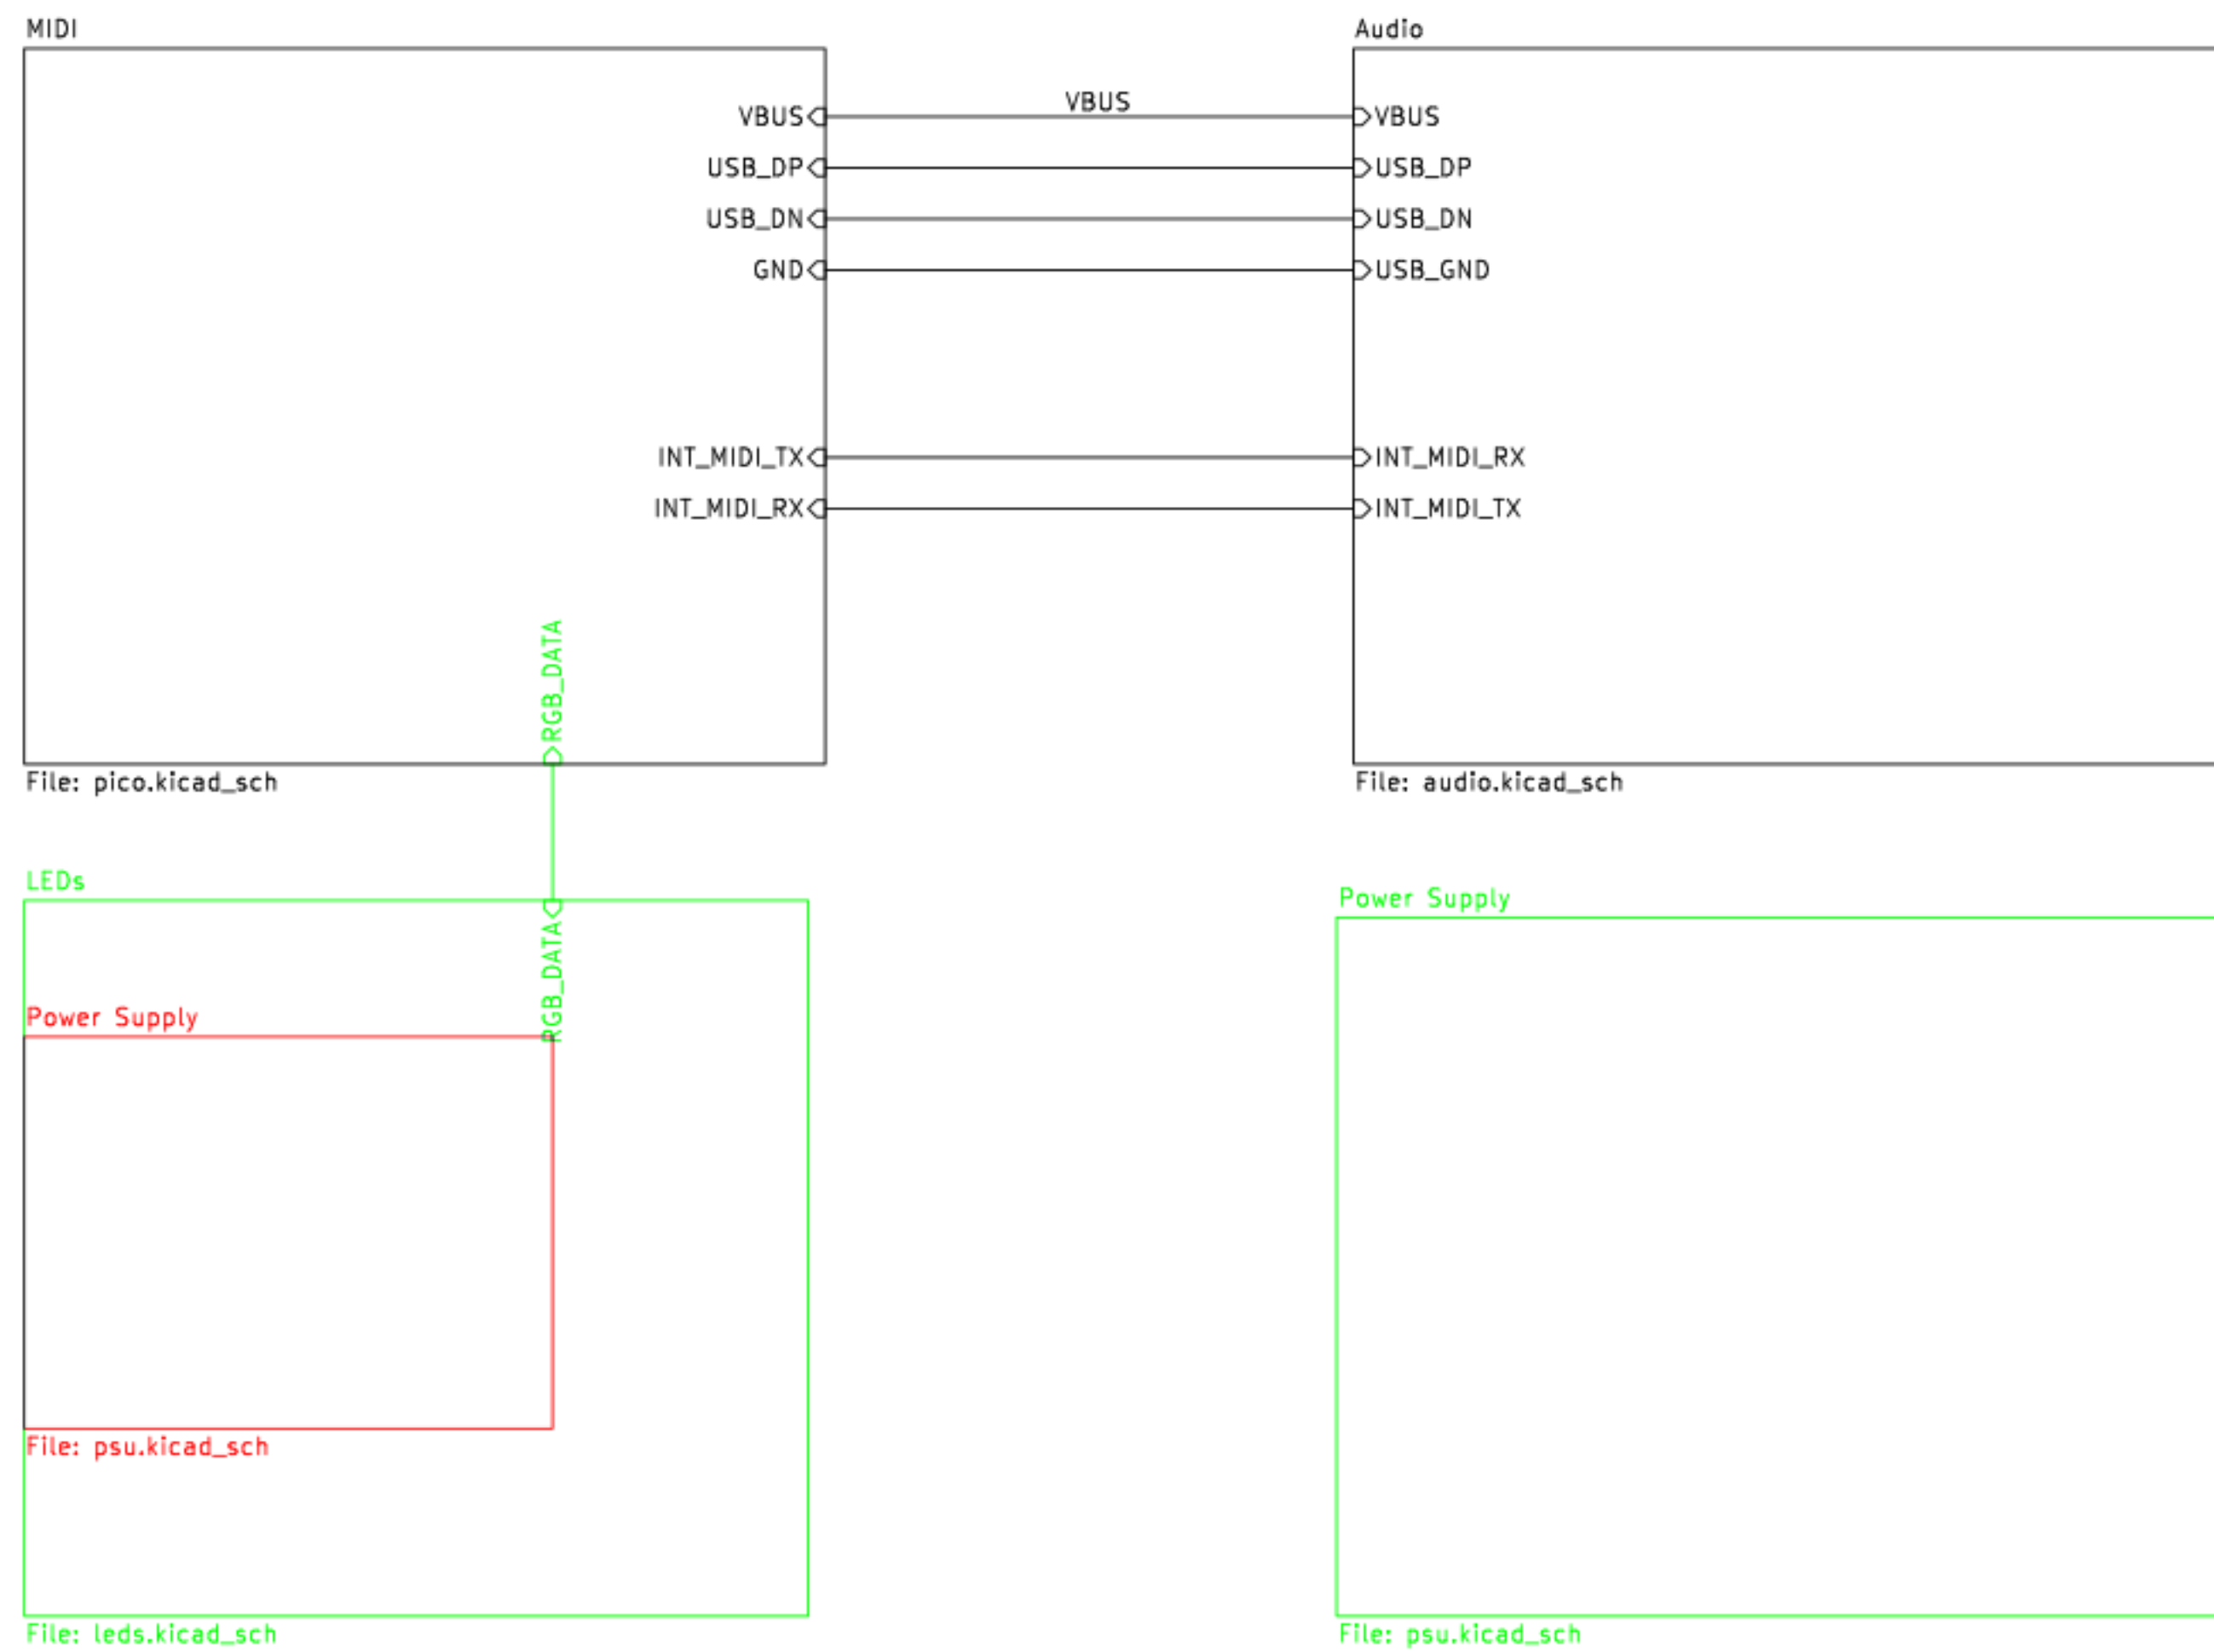 MIDI
Audio
VBUS
VBUS
VBUS
USB_DP
USB_DP
USB_DN
USB_DN
GND
USB_GND
INT_MIDI_TX
INT_MIDI_RX
INT_MIDI_RX
INT_MIDI_TX
RGB_DATA
File: pico.kicad_sch
File: audio.kicad_sch
LEDs
Power Supply
RGB_DATA
Power Supply
File: psu.kicad_sch
File: leds.kicad_sch
File: psu.kicad_sch